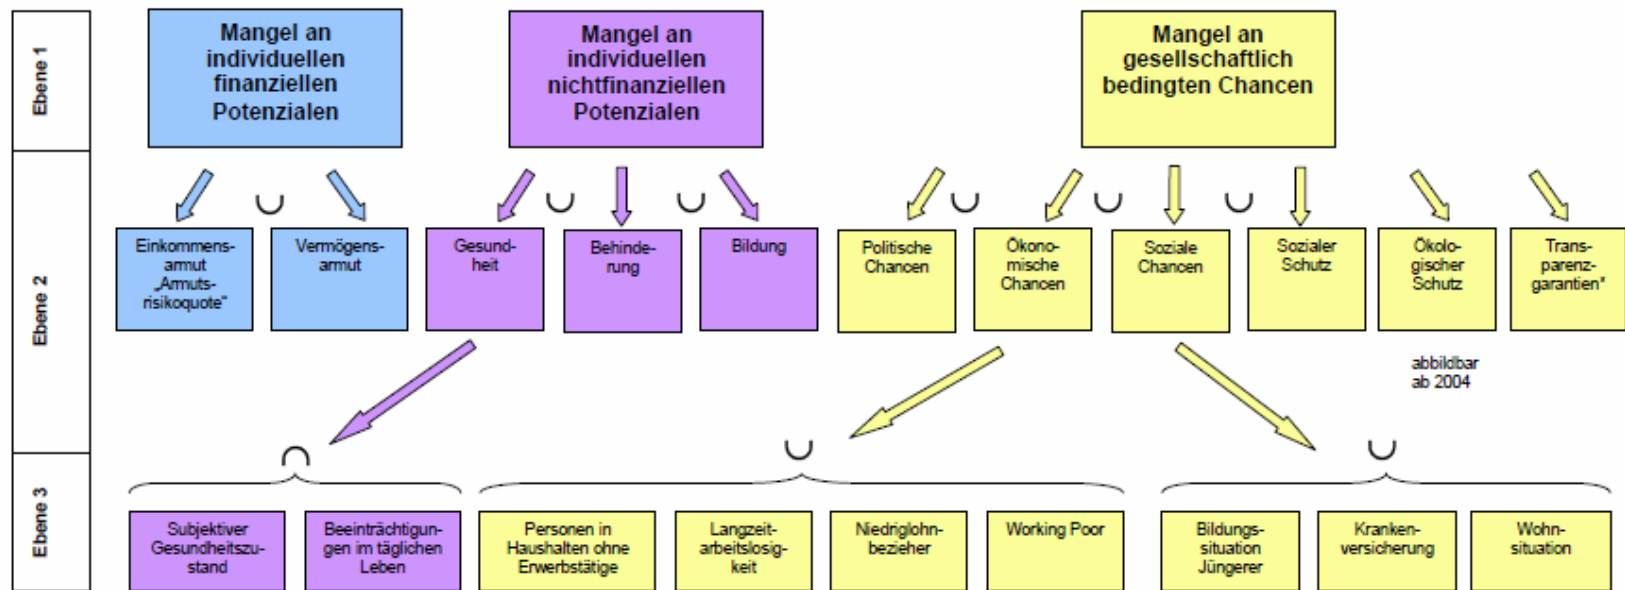 Ebene 1
Mangel an
individuellen
finanziellen
Potenzialen
Mangel an
individuellen
nichtfinanziellen
Potenzialen
Mangel an
gesellschaftlich
bedingten Chancen
Ebene 2
∪
∪
∪
∪
∪
∪
Einkommens-
armut
„Armuts-
risikoquote“
Vermögens-
armut
Gesund-
heit
Behinde-
rung
Bildung
Politische
Chancen
Ökono-
mische
Chancen
Soziale
Chancen
Sozialer
Schutz
Ökolo-
gischer
Schutz
Trans-
parenz-
garantien"
abbildbar
ab 2004
Ebene 3
∩
∪
∪
Subjektiver
Gesundheitszu-
stand
Beeinträchtigun-
gen im täglichen
Leben
Personen in
Haushalten ohne
Erwerbstätige
Langzeit-
arbeitslosig-
keit
Niedriglohn-
bezieher
Working Poor
Bildungs-
situation
Jüngerer
Kranken-
versicherung
Wohn-
situation